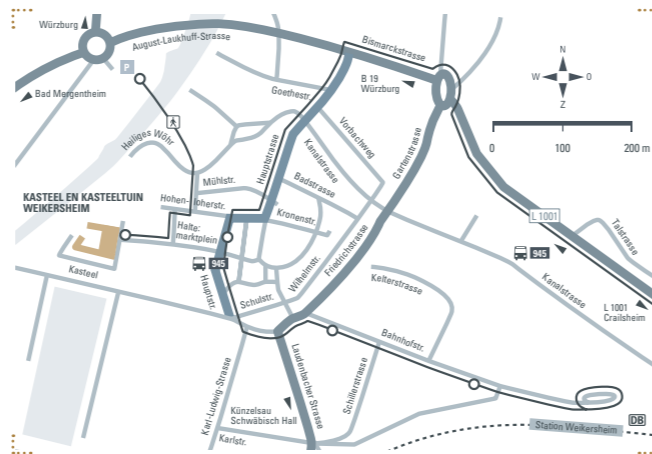 Würzburg
August-Laukhuff-Strasse
Bismarckstrasse
P
B 19
Würzburg
N
W
O
Z
Bad Mergentheim
Goethestr.
Vorbachweg
Gartenstrasse
0
100
200 m
Heiliges Wöhr
Hauptstrasse
Kanalstrasse
Mühlstr.
Badstrasse
KASTEEL EN KASTEELTUIN
WEIKERSHEIM
Hohen-
loherstr.
Kronenstr.
L 1001
Talstrasse
Halte:
marktplein
945
945
Kasteel
Hauptstr.
Wilhelmstr.
Friedrichstrasse
Kelterstrasse
Kanalstrasse
Schulstr.
L 1001
Crailsheim
Bahnhofstr.
Karl-Ludwig-Strasse
Laudenbacher Strasse
Schillerstrasse
Künzelsau
Schwäbisch Hall
Karlstr.
Station Weikersheim
DB